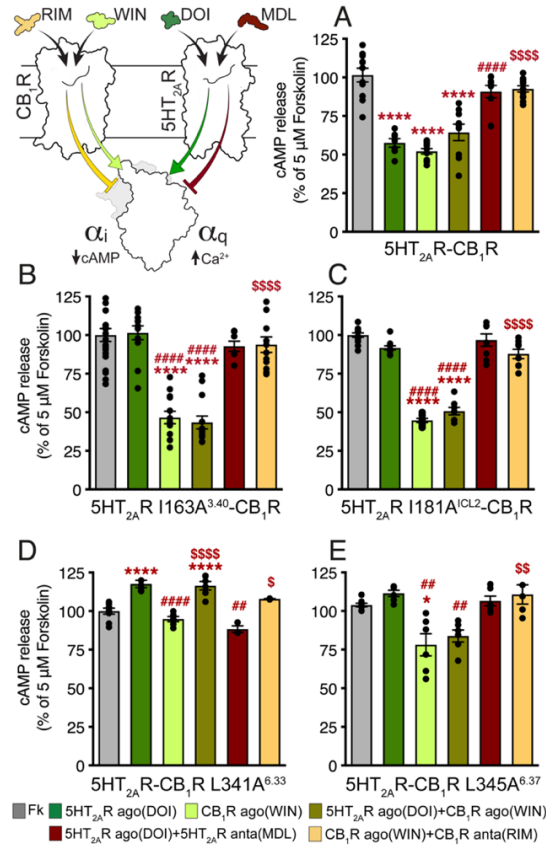 RIM WIN DOI MDL
CB1R
5HT2AR
αi αq
↓cAMP ↑Ca2+
A
cAMP release
(% of 5 µM Forskolin)
125
100
75
50
25
0
**** **** **** #### $$$$
5HT2AR-CB1R
B
cAMP release
(% of 5 µM Forskolin)
125
100
75
50
25
0
$$$$
#### ####
**** ****
5HT2AR I163A3.40-CB1R
C
125
100
75
50
25
0
$$$$
#### ####
**** ****
5HT2AR I181AICL2-CB1R
D
cAMP release
(% of 5 µM Forskolin)
125
100
75
50
25
0
$$$$
**** #### **** ## $
5HT2AR-CB1R L341A6.33
E
125
100
75
50
25
0
## ## $$
*
5HT2AR-CB1R L345A6.37
Fk 5HT2AR ago(DOI) CB1R ago(WIN) 5HT2AR ago(DOI)+CB1R ago(WIN)
5HT2AR ago(DOI)+5HT2AR anta(MDL) CB1R ago(WIN)+CB1R anta(RIM)